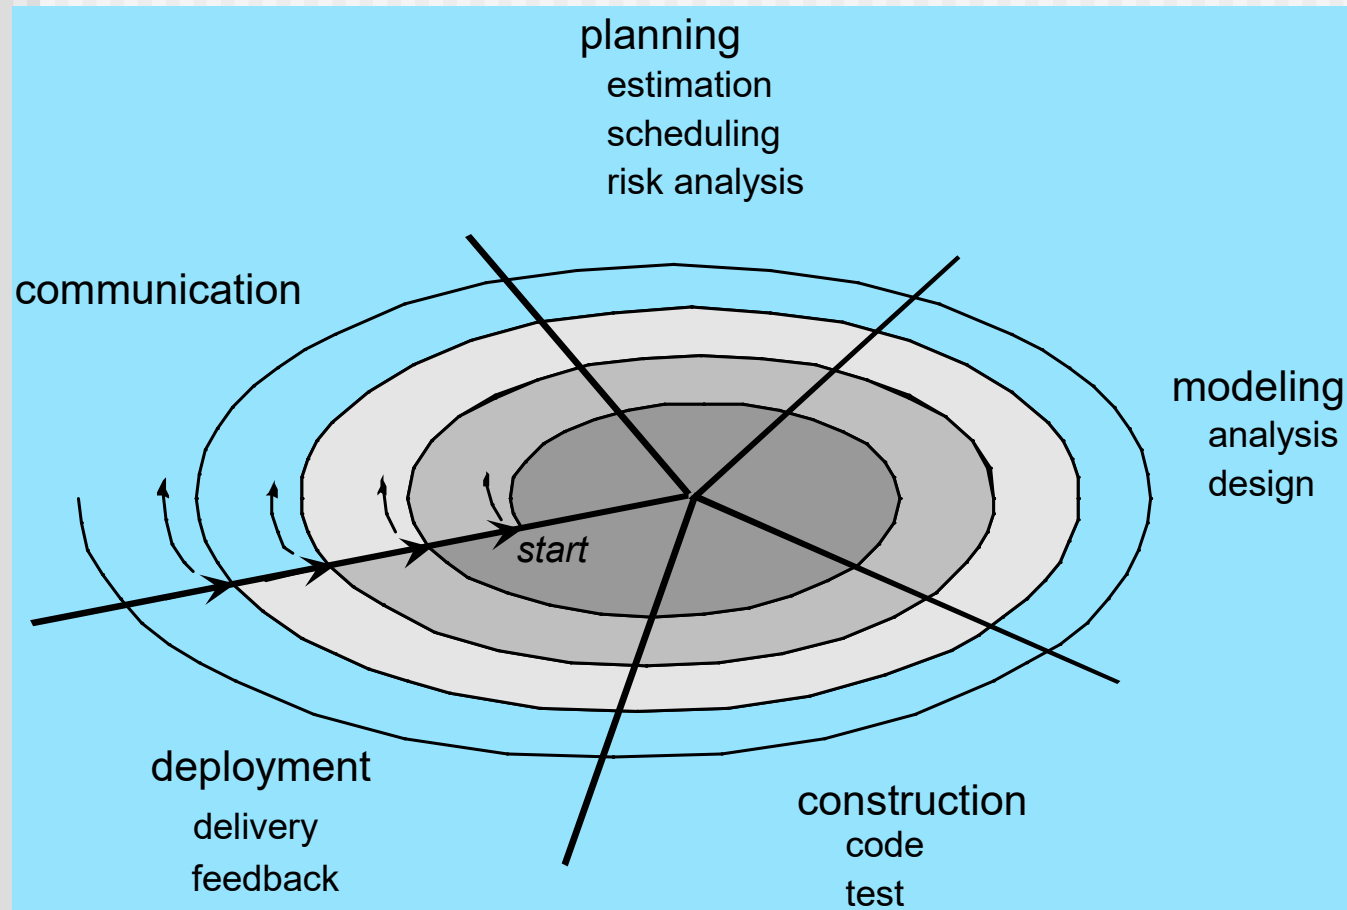 planning
estimation
scheduling
risk analysis
communication
modeling
analysis
design
start
deployment
delivery
feedback
construction
code
test